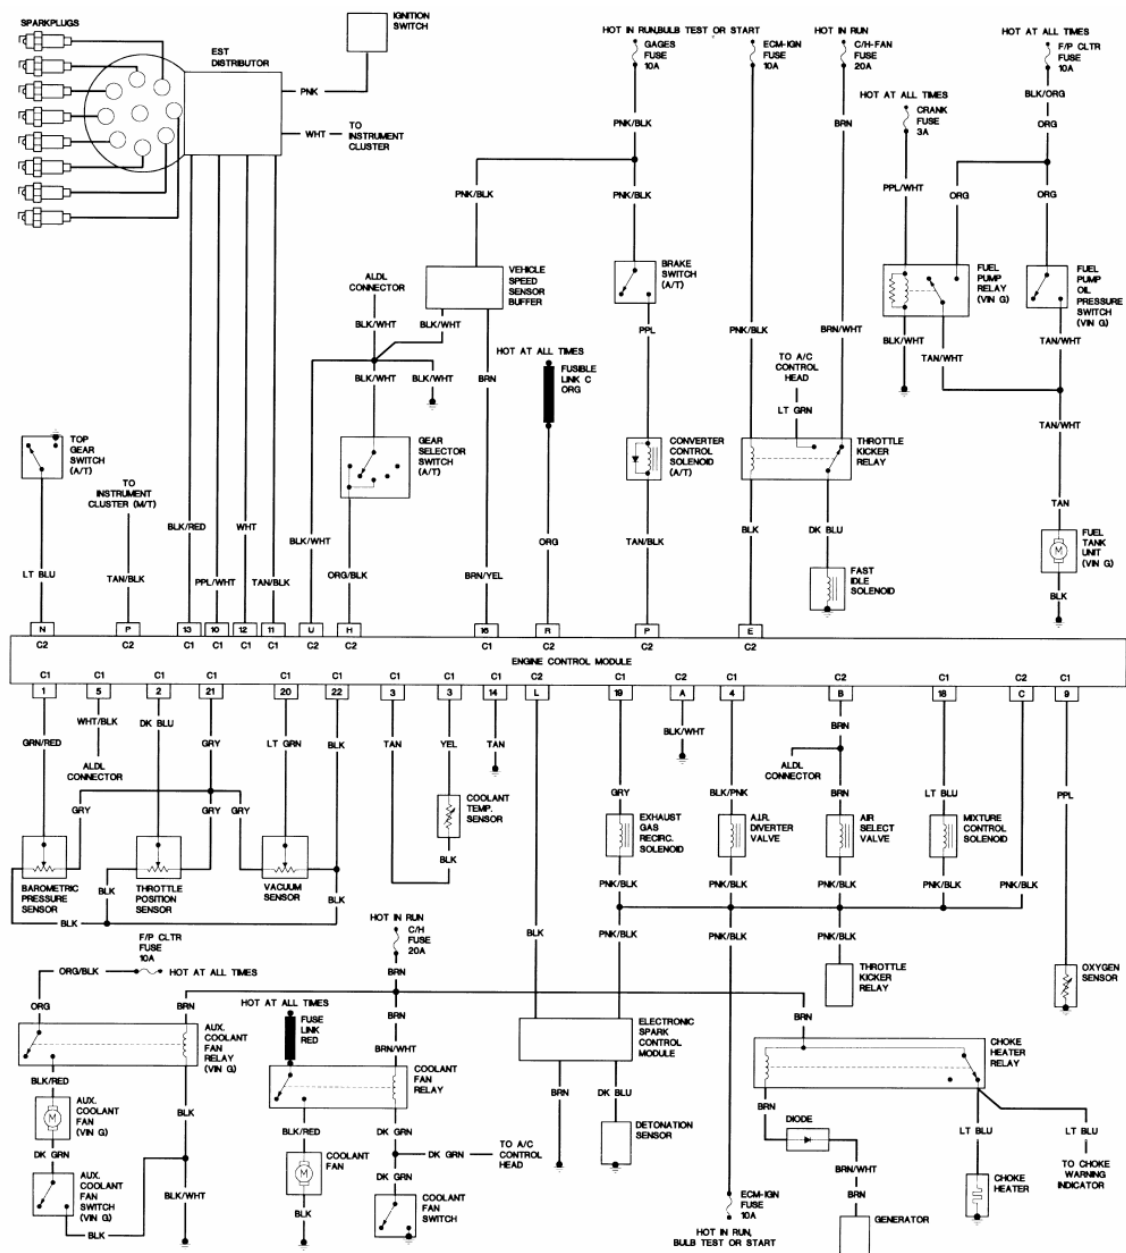 SPARKPLUGS
EST
DISTRIBUTOR
IGNITION
SWITCH
PNK
WHT
TO
INSTRUMENT
CLUSTER
HOT IN RUN,BULB TEST OR START
GAGES
FUSE
10A
ECM-IGN
FUSE
10A
HOT IN RUN
C/H-FAN
FUSE
20A
HOT AT ALL TIMES
F/P CLTR
FUSE
10A
HOT AT ALL TIMES
CRANK
FUSE
3A
BLK/ORG
ORG
PNK/BLK
BRN
PNK/BLK
PNK/BLK
PPL/WHT
ORG
ORG
ALDL
CONNECTOR
VEHICLE
SPEED
SENSOR
BUFFER
BRAKE
SWITCH
(A/T)
FUEL
PUMP
RELAY
(VIN G)
FUEL
PUMP
OIL
PRESSURE
SWITCH
(VIN G)
BLK/WHT
BLK/WHT
PPL
PNK/BLK
BRN/WHT
BLK/WHT
TAN/WHT
TAN/WHT
HOT AT ALL TIMES
FUSIBLE
LINK C
ORG
BLK/WHT
BLK/WHT
BRN
TO A/C
CONTROL
HEAD
LT GRN
TAN/WHT
TOP
GEAR
SWITCH
(A/T)
GEAR
SELECTOR
SWITCH
(A/T)
CONVERTER
CONTROL
SOLENOID
(A/T)
THROTTLE
KICKER
RELAY
TO
INSTRUMENT
CLUSTER (M/T)
TAN
BLK/RED
WHT
BLK/WHT
ORG
TAN/BLK
BLK
DK BLU
FUEL
TANK
UNIT
(VIN G)
M
LT BLU
TAN/BLK
PPL/WHT
TAN/BLK
ORG/BLK
BRN/YEL
FAST
IDLE
SOLENOID
BLK
N
P
13
10
12
11
U
H
16
R
P
E
C2
C2
C1
C1
C1
C1
C2
C2
C1
C2
C2
C2
ENGINE CONTROL MODULE
C1
C1
C1
C1
C1
C1
C1
C1
C1
C2
C1
C2
C1
C2
C1
C2
C1
1
5
2
21
20
22
3
3
14
L
19
A
4
B
18
C
9
WHT/BLK
DK BLU
GRN/RED
GRY
LT GRN
BLK
TAN
YEL
TAN
BLK/WHT
BRN
ALDL
CONNECTOR
ALDL
CONNECTOR
GRY
GRY
GRY
COOLANT
TEMP.
SENSOR
GRY
BLK/PNK
BRN
LT BLU
PPL
EXHAUST
GAS
RECIRC.
SOLENOID
A.I.R.
DIVERTER
VALVE
AIR
SELECT
VALVE
MIXTURE
CONTROL
SOLENOID
BLK
BAROMETRIC
PRESSURE
SENSOR
BLK
THROTTLE
POSITION
SENSOR
VACUUM
SENSOR
BLK
BLK
PNK/BLK
PNK/BLK
PNK/BLK
PNK/BLK
PNK/BLK
HOT IN RUN
C/H
FUSE
20A
BLK
PNK/BLK
PNK/BLK
PNK/BLK
F/P CLTR
FUSE
10A
ORG/BLK
HOT AT ALL TIMES
BRN
THROTTLE
KICKER
RELAY
OXYGEN
SENSOR
ORG
BRN
HOT AT ALL TIMES
FUSE
LINK
RED
BRN
BRN
AUX.
COOLANT
FAN
RELAY
(VIN G)
BRN/WHT
ELECTRONIC
SPARK
CONTROL
MODULE
CHOKE
HEATER
RELAY
COOLANT
FAN
RELAY
BLK/RED
BRN
DK BLU
BRN
AUX.
COOLANT
FAN
(VIN G)
M
BLK
BLK/RED
DK GRN
DETONATION
SENSOR
DIODE
LT BLU
LT BLU
DK GRN
COOLANT
FAN
M
DK GRN
TO A/C
CONTROL
HEAD
TO CHOKE
WARNING
INDICATOR
BRN/WHT
DK GRN
AUX.
COOLANT
FAN
SWITCH
(VIN G)
BLK/WHT
BLK
BLK
COOLANT
FAN
SWITCH
ECM-IGN
FUSE
10A
BRN
CHOKE
HEATER
GENERATOR
HOT IN RUN,
BULB TEST OR START